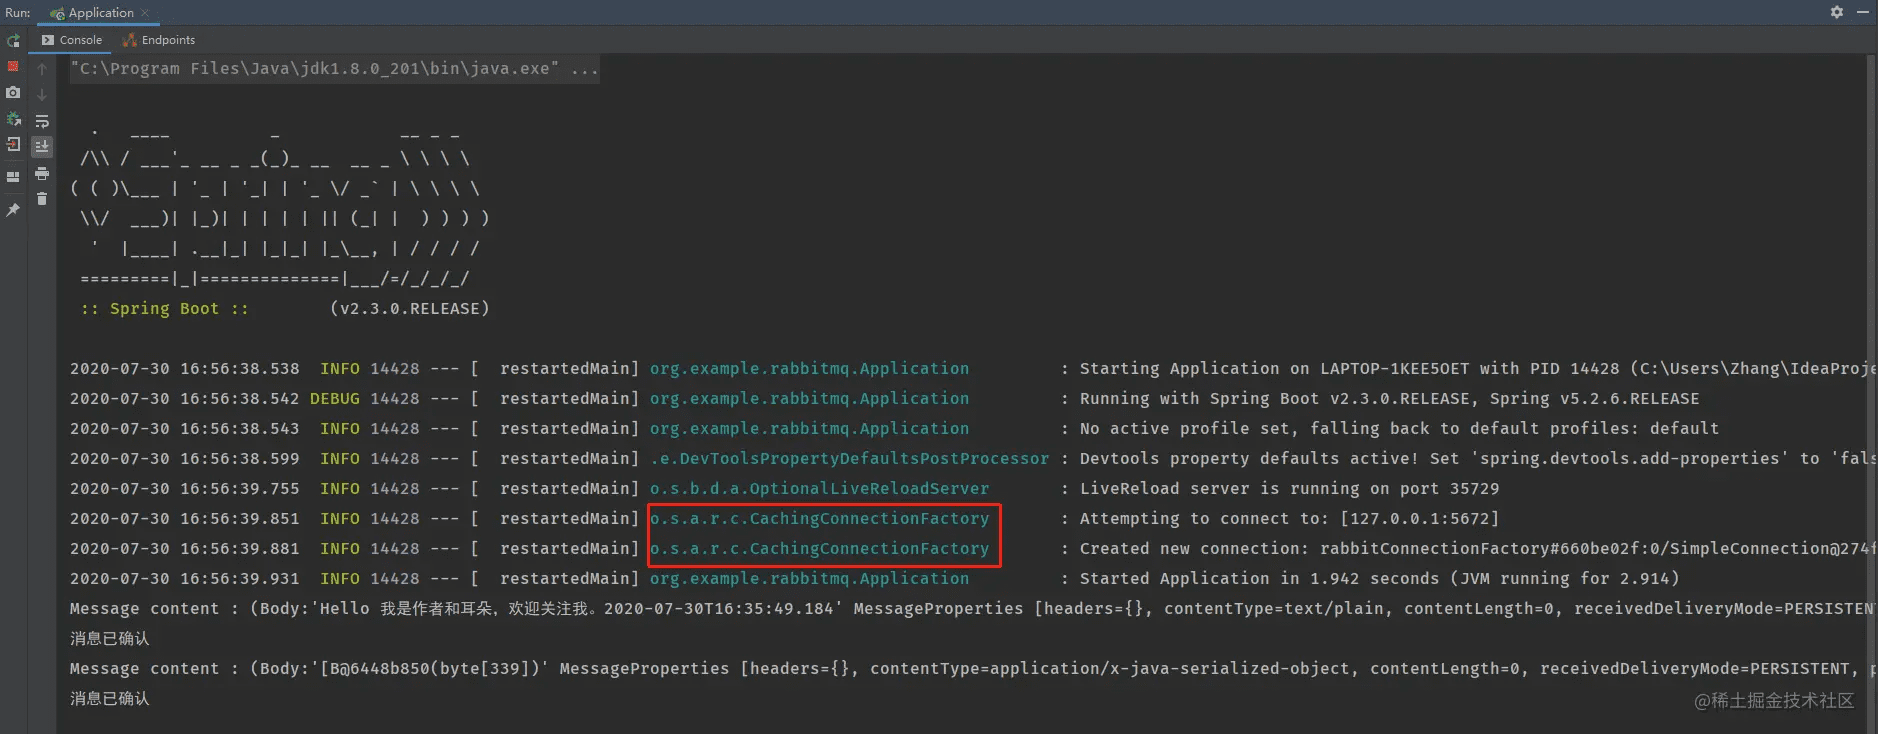 Run: Application
Console Endpoints
"C:\Program Files\Java\jdk1.8.0_201\bin\java.exe" ...
  .   ____          _            __ _ _
 /\\ / ___'_ __ _ _(_)_ __  __ _ \ \ \ \
( ( )\___ | '_ | '_| | '_ \/ _` | \ \ \ \
 \\/  ___)| |_)| | | | | || (_| |  ) ) ) )
  '  |____| .__|_| |_|_| |_\__, | / / / /
 =========|_|==============|___/=/_/_/_/
 :: Spring Boot ::        (v2.3.0.RELEASE)
2020-07-30 16:56:38.538  INFO 14428 --- [  restartedMain] org.example.rabbitmq.Application         : Starting Application on LAPTOP-1KEE5OET with PID 14428 (C:\Users\Zhang\IdeaProje
2020-07-30 16:56:38.542 DEBUG 14428 --- [  restartedMain] org.example.rabbitmq.Application         : Running with Spring Boot v2.3.0.RELEASE, Spring v5.2.6.RELEASE
2020-07-30 16:56:38.543  INFO 14428 --- [  restartedMain] org.example.rabbitmq.Application         : No active profile set, falling back to default profiles: default
2020-07-30 16:56:38.599  INFO 14428 --- [  restartedMain] .e.DevToolsPropertyDefaultsPostProcessor : Devtools property defaults active! Set 'spring.devtools.add-properties' to 'fals
2020-07-30 16:56:39.755  INFO 14428 --- [  restartedMain] o.s.b.d.a.OptionalLiveReloadServer       : LiveReload server is running on port 35729
2020-07-30 16:56:39.851  INFO 14428 --- [  restartedMain] o.s.a.r.c.CachingConnectionFactory       : Attempting to connect to: [127.0.0.1:5672]
2020-07-30 16:56:39.881  INFO 14428 --- [  restartedMain] o.s.a.r.c.CachingConnectionFactory       : Created new connection: rabbitConnectionFactory#660be02f:0/SimpleConnection@274f
2020-07-30 16:56:39.931  INFO 14428 --- [  restartedMain] org.example.rabbitmq.Application         : Started Application in 1.942 seconds (JVM running for 2.914)
Message content : (Body:'Hello 我是作者和耳朵，欢迎关注我。2020-07-30T16:35:49.184' MessageProperties [headers={}, contentType=text/plain, contentLength=0, receivedDeliveryMode=PERSISTENT
消息已确认
Message content : (Body:'[B@6448b850(byte[339])' MessageProperties [headers={}, contentType=application/x-java-serialized-object, contentLength=0, receivedDeliveryMode=PERSISTENT, p
消息已确认
@稀土掘金技术社区